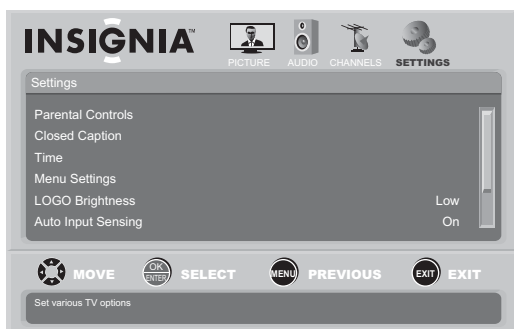 INSIGNIA™
PICTURE AUDIO CHANNELS SETTINGS
Settings
Parental Controls
Closed Caption
Time
Menu Settings
LOGO Brightness Low
Auto Input Sensing On
MOVE OK ENTER SELECT MENU PREVIOUS EXIT EXIT
Set various TV options